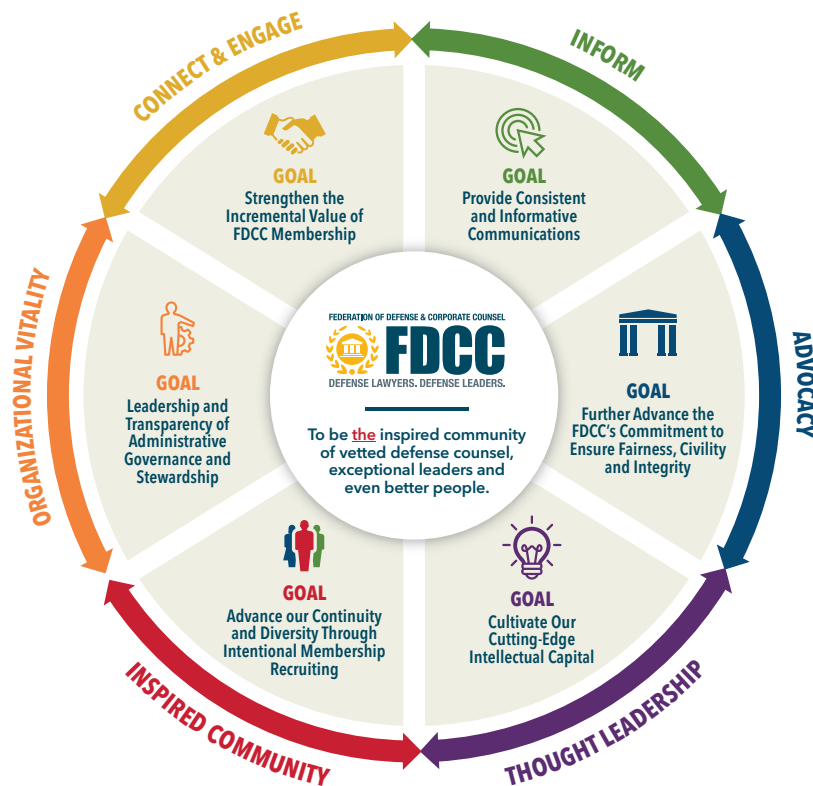 CONNECT & ENGAGE
GOAL
Strengthen the
Incremental Value of
FDCC Membership
INFORM
GOAL
Provide Consistent
and Informative
Communications
ADVOCACY
GOAL
Further Advance the
FDCC's Commitment to
Ensure Fairness, Civility
and Integrity
THOUGHT LEADERSHIP
GOAL
Cultivate Our
Cutting-Edge
Intellectual Capital
INSPIRED COMMUNITY
GOAL
Advance our Continuity
and Diversity Through
Intentional Membership
Recruiting
ORGANIZATIONAL VITALITY
GOAL
Leadership and
Transparency of
Administrative
Governance and
Stewardship
FEDERATION OF DEFENSE & CORPORATE COUNSEL
FDCC
DEFENSE LAWYERS. DEFENSE LEADERS.
To be the inspired community
of vetted defense counsel,
exceptional leaders and
even better people.